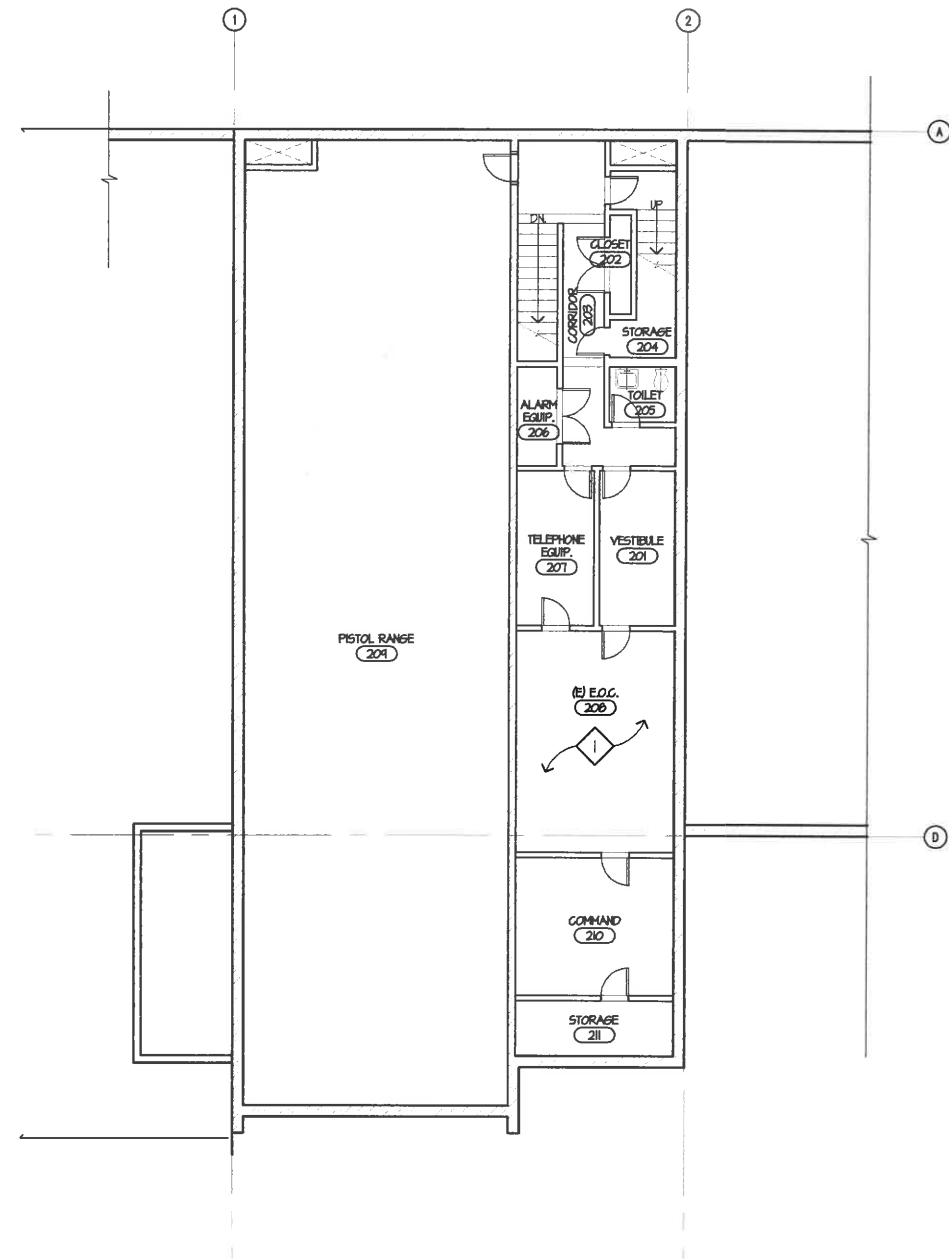 1
2
A
DN.
UP
CLOSET
202
CORRIDOR
203
STORAGE
204
TOILET
205
ALARM
EQUIP.
206
TELEPHONE
EQUIP.
207
VESTIBULE
201
PISTOL RANGE
209
(E) E.O.C.
208
1
D
COMMAND
210
STORAGE
211